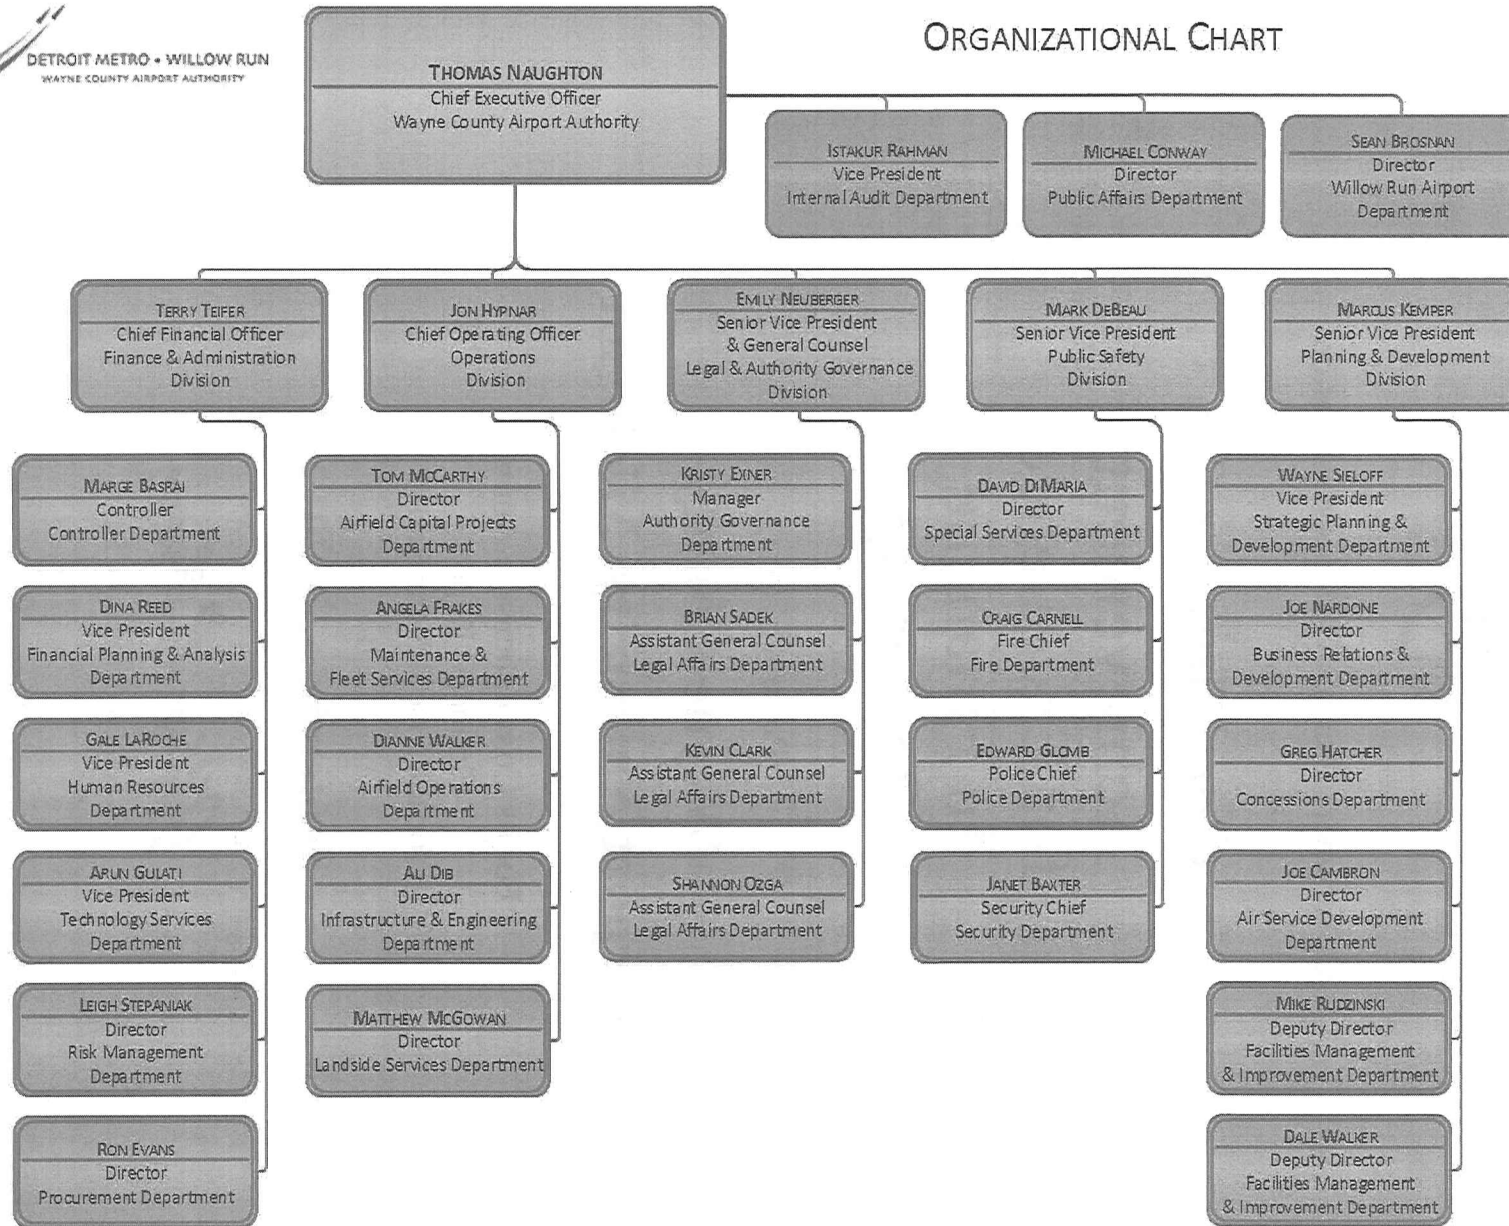 DETROIT METRO • WILLOW RUN
WAYNE COUNTY AIRPORT AUTHORITY
ORGANIZATIONAL CHART
THOMAS NAUGHTON
Chief Executive Officer
Wayne County Airport Authority
ISTAKUR RAHMAN
Vice President
Internal Audit Department
MICHAEL CONWAY
Director
Public Affairs Department
SEAN BROSNAN
Director
Willow Run Airport
Department
TERRY TEIFER
Chief Financial Officer
Finance & Administration
Division
JON HYPNAR
Chief Operating Officer
Operations
Division
EMILY NEUBERGER
Senior Vice President
& General Counsel
Legal & Authority Governance
Division
MARK DEBEAU
Senior Vice President
Public Safety
Division
MARCUS KEMPER
Senior Vice President
Planning & Development
Division
MARGE BASRAI
Controller
Controller Department
DINA REED
Vice President
Financial Planning & Analysis
Department
GALE LAROCHE
Vice President
Human Resources
Department
ARUN GULATI
Vice President
Technology Services
Department
LEIGH STEPANIAK
Director
Risk Management
Department
RON EVANS
Director
Procurement Department
TOM MCCARTHY
Director
Airfield Capital Projects
Department
ANGELA FRAKES
Director
Maintenance &
Fleet Services Department
DIANNE WALKER
Director
Airfield Operations
Department
ALI DIB
Director
Infrastructure & Engineering
Department
MATTHEW MCGOWAN
Director
Landside Services Department
KRISTY EXNER
Manager
Authority Governance
Department
BRIAN SADEK
Assistant General Counsel
Legal Affairs Department
KEVIN CLARK
Assistant General Counsel
Legal Affairs Department
SHANNON OZGA
Assistant General Counsel
Legal Affairs Department
DAVID DIMARIA
Director
Special Services Department
CRAIG CARNELL
Fire Chief
Fire Department
EDWARD GLOMB
Police Chief
Police Department
JANET BAXTER
Security Chief
Security Department
WAYNE SIELOFF
Vice President
Strategic Planning &
Development Department
JOE NARDONE
Director
Business Relations &
Development Department
GREG HATCHER
Director
Concessions Department
JOE CAMBRON
Director
Air Service Development
Department
MIKE RUDZINSKI
Deputy Director
Facilities Management
& Improvement Department
DALE WALKER
Deputy Director
Facilities Management
& Improvement Department